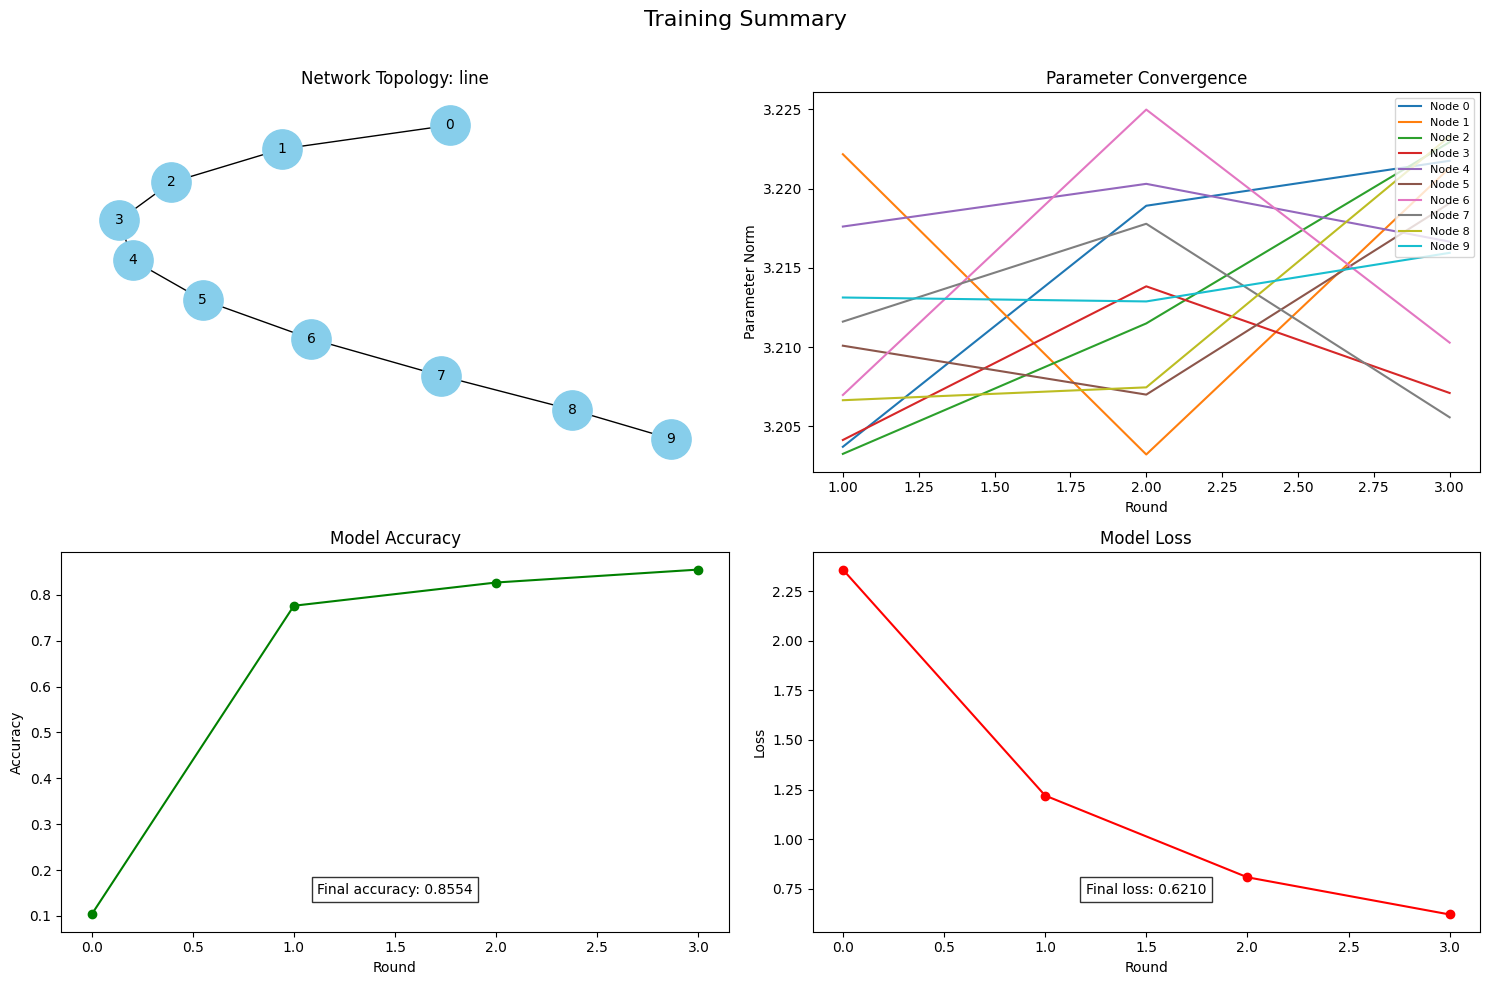 Training Summary
Network Topology: line
0
1
2
3
4
5
6
7
8
9
Parameter Convergence
Parameter Norm
3.225
3.220
3.215
3.210
3.205
Node 0
Node 1
Node 2
Node 3
Node 4
Node 5
Node 6
Node 7
Node 8
Node 9
1.00 1.25 1.50 1.75 2.00 2.25 2.50 2.75 3.00
Round
Model Accuracy
Accuracy
0.8
0.7
0.6
0.5
0.4
0.3
0.2
0.1
Final accuracy: 0.8554
0.0 0.5 1.0 1.5 2.0 2.5 3.0
Round
Model Loss
Loss
2.25
2.00
1.75
1.50
1.25
1.00
0.75
Final loss: 0.6210
0.0 0.5 1.0 1.5 2.0 2.5 3.0
Round